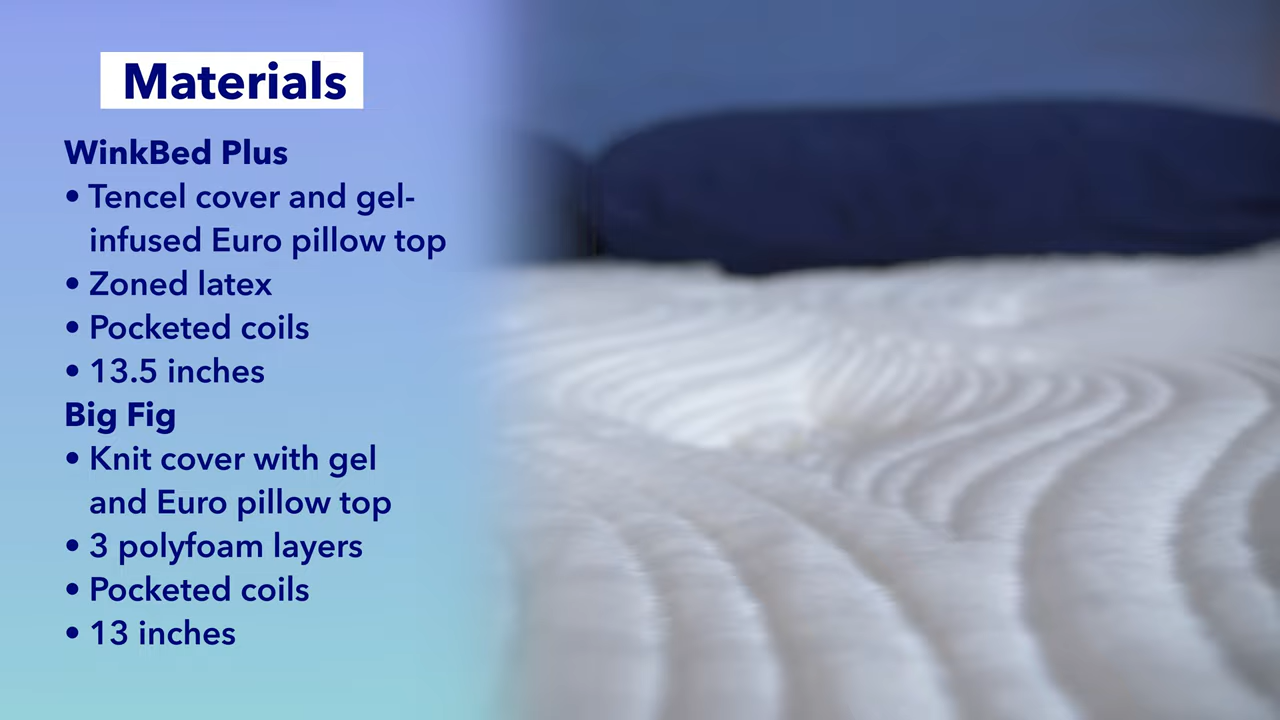 Materials
WinkBed Plus
• Tencel cover and gel-
infused Euro pillow top
• Zoned latex
• Pocketed coils
• 13.5 inches
Big Fig
• Knit cover with gel
and Euro pillow top
• 3 polyfoam layers
• Pocketed coils
• 13 inches